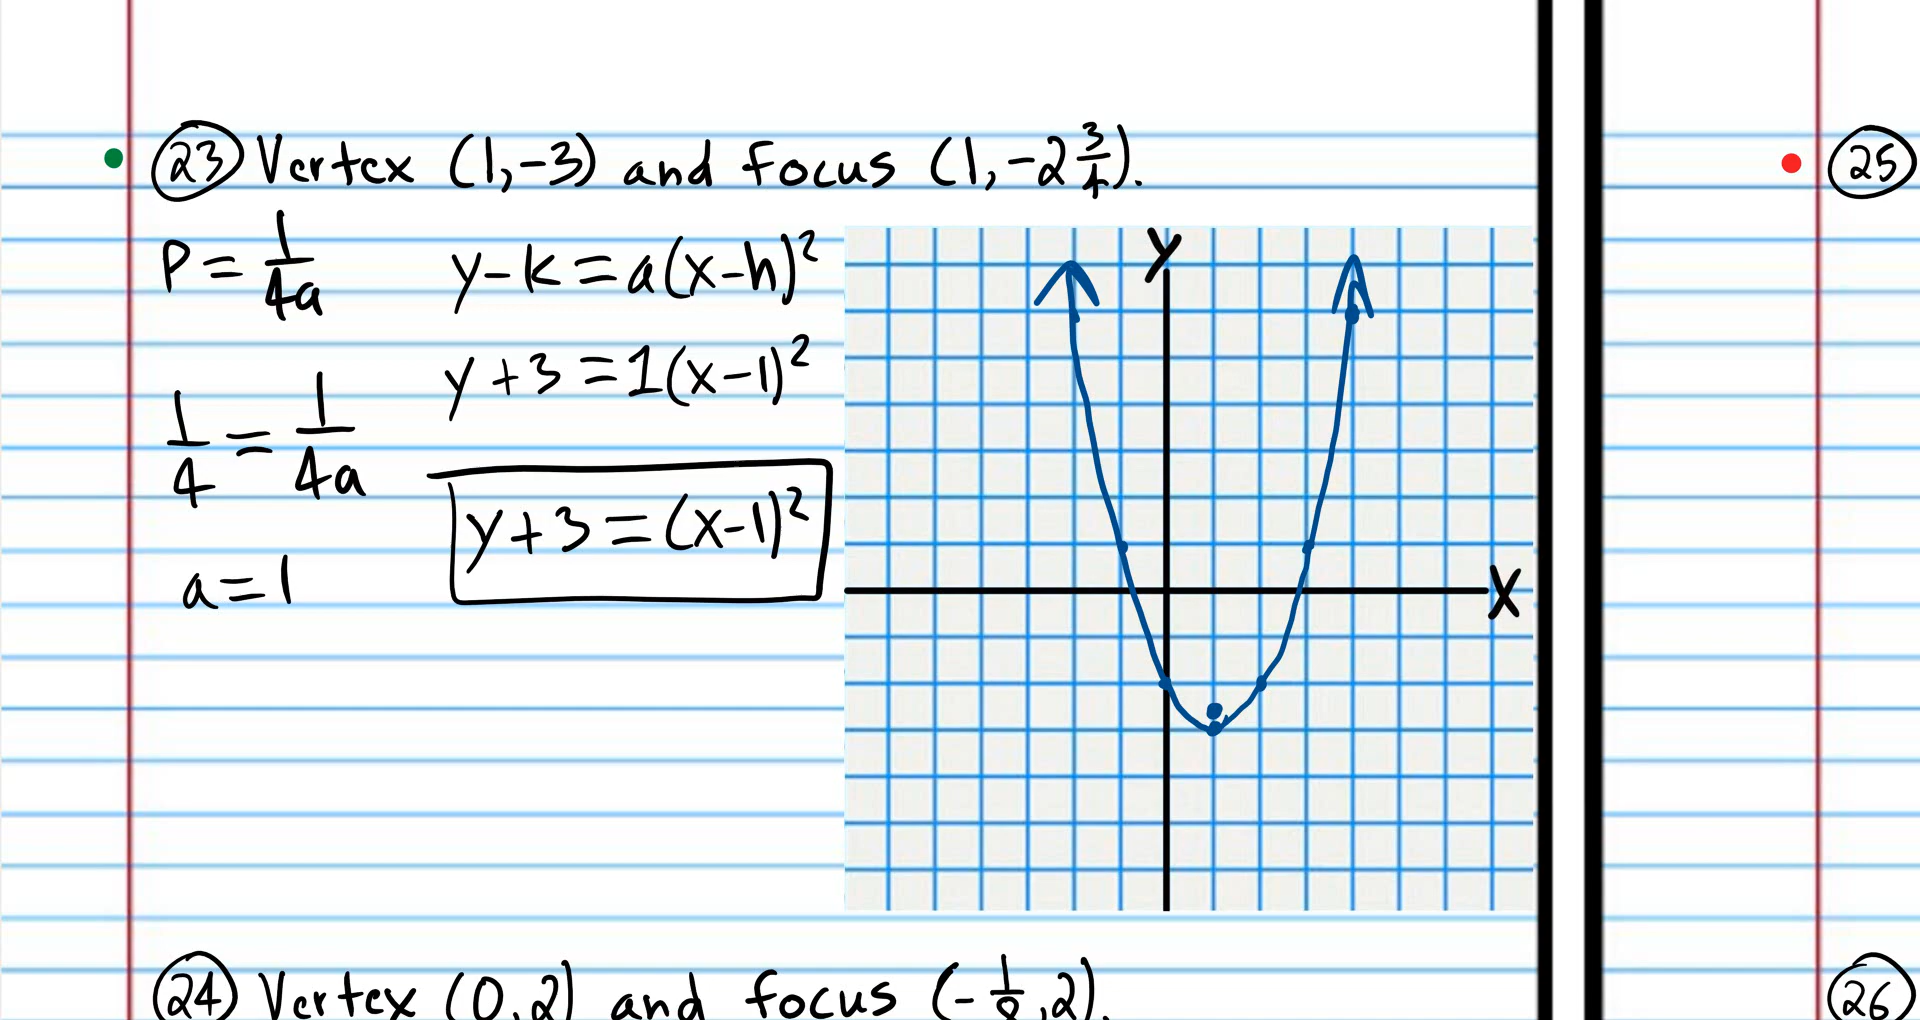 23 Vertex (1,-3) and focus (1,-2 3/4).
P = 1/4a
y-k = a(x-h)²
y+3 = 1(x-1)²
1/4 = 1/4a
y+3 = (x-1)²
a = 1
Y
X
24 Vertex (0,2) and focus (-1/8,2).
25
26